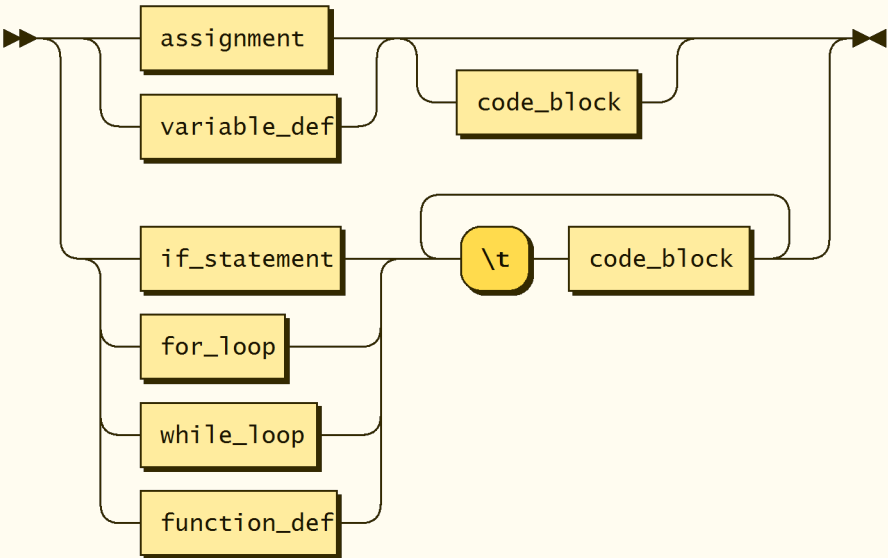 assignment
code_block
variable_def
if_statement
\t
code_block
for_loop
while_loop
function_def